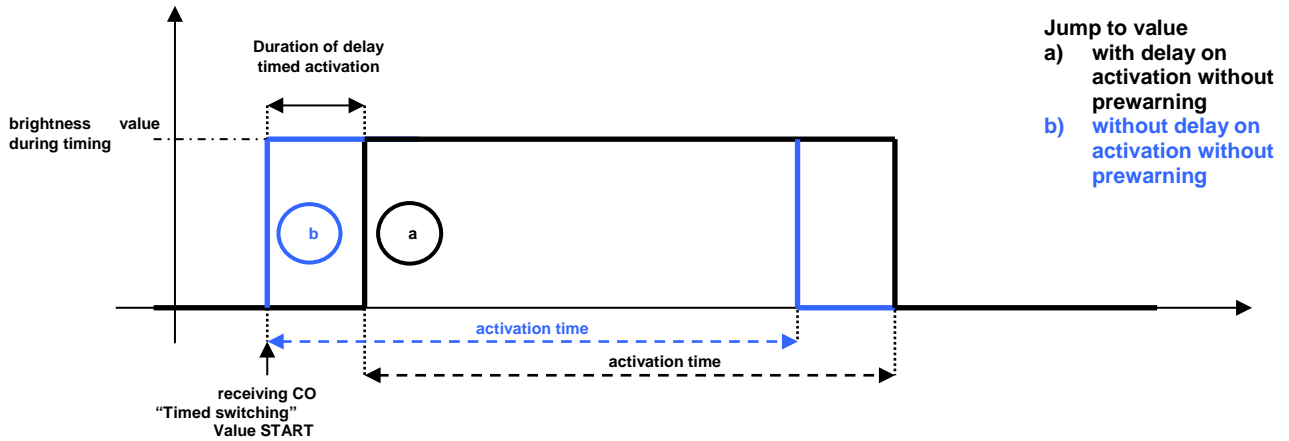 Duration of delay
timed activation
Jump to value
a) with delay on
activation without
prewarning
b) without delay on
activation without
prewarning
brightness value
during timing
b
a
activation time
activation time
receiving CO
“Timed switching”
Value START